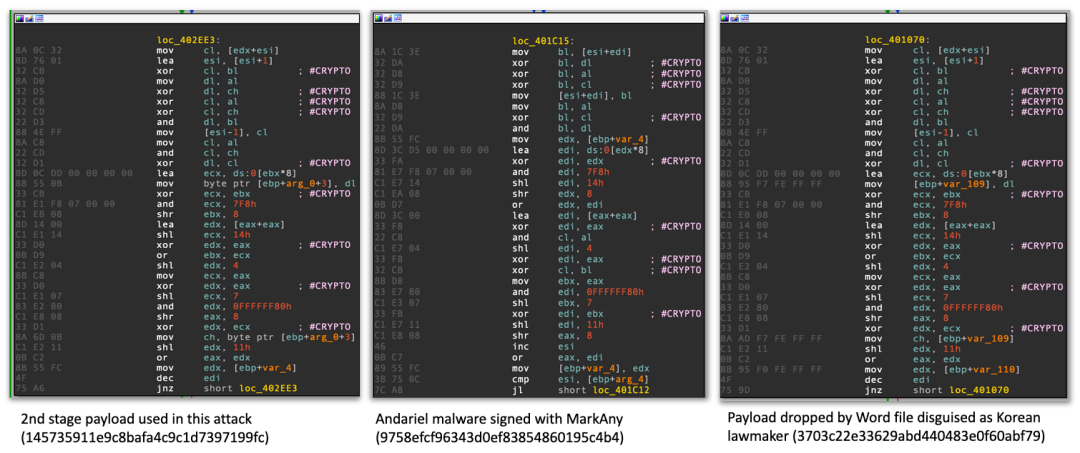 loc_402EE3:
8A 0C 32 mov cl, [edx+esi]
8D 76 01 lea esi, [esi+1]
32 CB xor cl, bl ; #CRYPTO
8A D0 mov dl, al
32 D5 xor dl, ch ; #CRYPTO
32 C8 xor cl, al ; #CRYPTO
32 CD xor cl, ch ; #CRYPTO
22 D3 and dl, bl
88 4E FF mov [esi-1], cl
8A C8 mov cl, al
22 CD and cl, ch
32 D1 xor dl, cl ; #CRYPTO
8D 0C DD 00 00 00 00 lea ecx, ds:0[ebx*8]
88 55 0B mov byte ptr [ebp+arg_0+3], dl
33 CB xor ecx, ebx ; #CRYPTO
81 E1 F8 07 00 00 and ecx, 7F8h
C1 EB 08 shr ebx, 8
8D 14 00 lea edx, [eax+eax]
C1 E1 14 shl ecx, 14h
33 D0 xor edx, eax ; #CRYPTO
0B D9 or ebx, ecx
C1 E2 04 shl edx, 4
8B C8 mov ecx, eax
33 D0 xor edx, eax ; #CRYPTO
C1 E1 07 shl ecx, 7
83 E2 80 and edx, 0FFFFFF80h
C1 E8 08 shr eax, 8
33 D1 xor edx, ecx ; #CRYPTO
8A 6D 0B mov ch, byte ptr [ebp+arg_0+3]
C1 E2 11 shl edx, 11h
0B C2 or eax, edx
8B 55 FC mov edx, [ebp+var_4]
4F dec edi
75 A6 jnz short loc_402EE3
2nd stage payload used in this attack
(145735911e9c8bafa4c9c1d7397199fc)
loc_401C15:
8A 1C 3E mov bl, [esi+edi]
32 DA xor bl, dl ; #CRYPTO
32 D8 xor bl, al ; #CRYPTO
32 D9 xor bl, cl ; #CRYPTO
88 1C 3E mov [esi+edi], bl
8A D8 mov bl, al
32 D9 xor bl, cl ; #CRYPTO
22 DA and bl, dl
8B 55 FC mov edx, [ebp+var_4]
8D 3C D5 00 00 00 00 lea edi, ds:0[edx*8]
33 FA xor edi, edx ; #CRYPTO
81 E7 F8 07 00 00 and edi, 7F8h
C1 E7 14 shl edi, 14h
C1 EA 08 shr edx, 8
0B D7 or edx, edi
8D 3C 00 lea edi, [eax+eax]
33 F8 xor edi, eax ; #CRYPTO
22 C8 and cl, al
C1 E7 04 shl edi, 4
33 F8 xor edi, eax ; #CRYPTO
32 CB xor cl, bl ; #CRYPTO
8B D8 mov ebx, eax
83 E7 80 and edi, 0FFFFFF80h
C1 E3 07 shl ebx, 7
33 FB xor edi, ebx ; #CRYPTO
C1 E7 11 shl edi, 11h
C1 E8 08 shr eax, 8
46 inc esi
0B C7 or eax, edi
89 55 FC mov [ebp+var_4], edx
3B 75 0C cmp esi, [ebp+arg_4]
7C A8 jl short loc_401C12
Andariel malware signed with MarkAny
(9758efcf96343d0ef83854860195c4b4)
loc_401070:
8A 0C 32 mov cl, [edx+esi]
8D 76 01 lea esi, [esi+1]
32 CB xor cl, bl ; #CRYPTO
8A D0 mov dl, al
32 D5 xor dl, ch ; #CRYPTO
32 C8 xor cl, al ; #CRYPTO
32 CD xor cl, ch ; #CRYPTO
22 D3 and dl, bl
88 4E FF mov [esi-1], cl
8A C8 mov cl, al
22 CD and cl, ch
32 D1 xor dl, cl ; #CRYPTO
8D 0C DD 00 00 00 00 lea ecx, ds:0[ebx*8]
88 95 F7 FE FF FF mov [ebp+var_109], dl
33 CB xor ecx, ebx ; #CRYPTO
81 E1 F8 07 00 00 and ecx, 7F8h
C1 EB 08 shr ebx, 8
8D 14 00 lea edx, [eax+eax]
C1 E1 14 shl ecx, 14h
33 D0 xor edx, eax ; #CRYPTO
0B D9 or ebx, ecx
C1 E2 04 shl edx, 4
8B C8 mov ecx, eax
33 D0 xor edx, eax ; #CRYPTO
C1 E1 07 shl ecx, 7
83 E2 80 and edx, 0FFFFFF80h
C1 E8 08 shr eax, 8
33 D1 xor edx, ecx ; #CRYPTO
8A AD F7 FE FF FF mov ch, [ebp+var_109]
C1 E2 11 shl edx, 11h
0B C2 or eax, edx
8B 95 F0 FE FF FF mov edx, [ebp+var_110]
4F dec edi
75 9D jnz short loc_401070
Payload dropped by Word file disguised as Korean
lawmaker (3703c22e33629abd440483e0f60abf79)